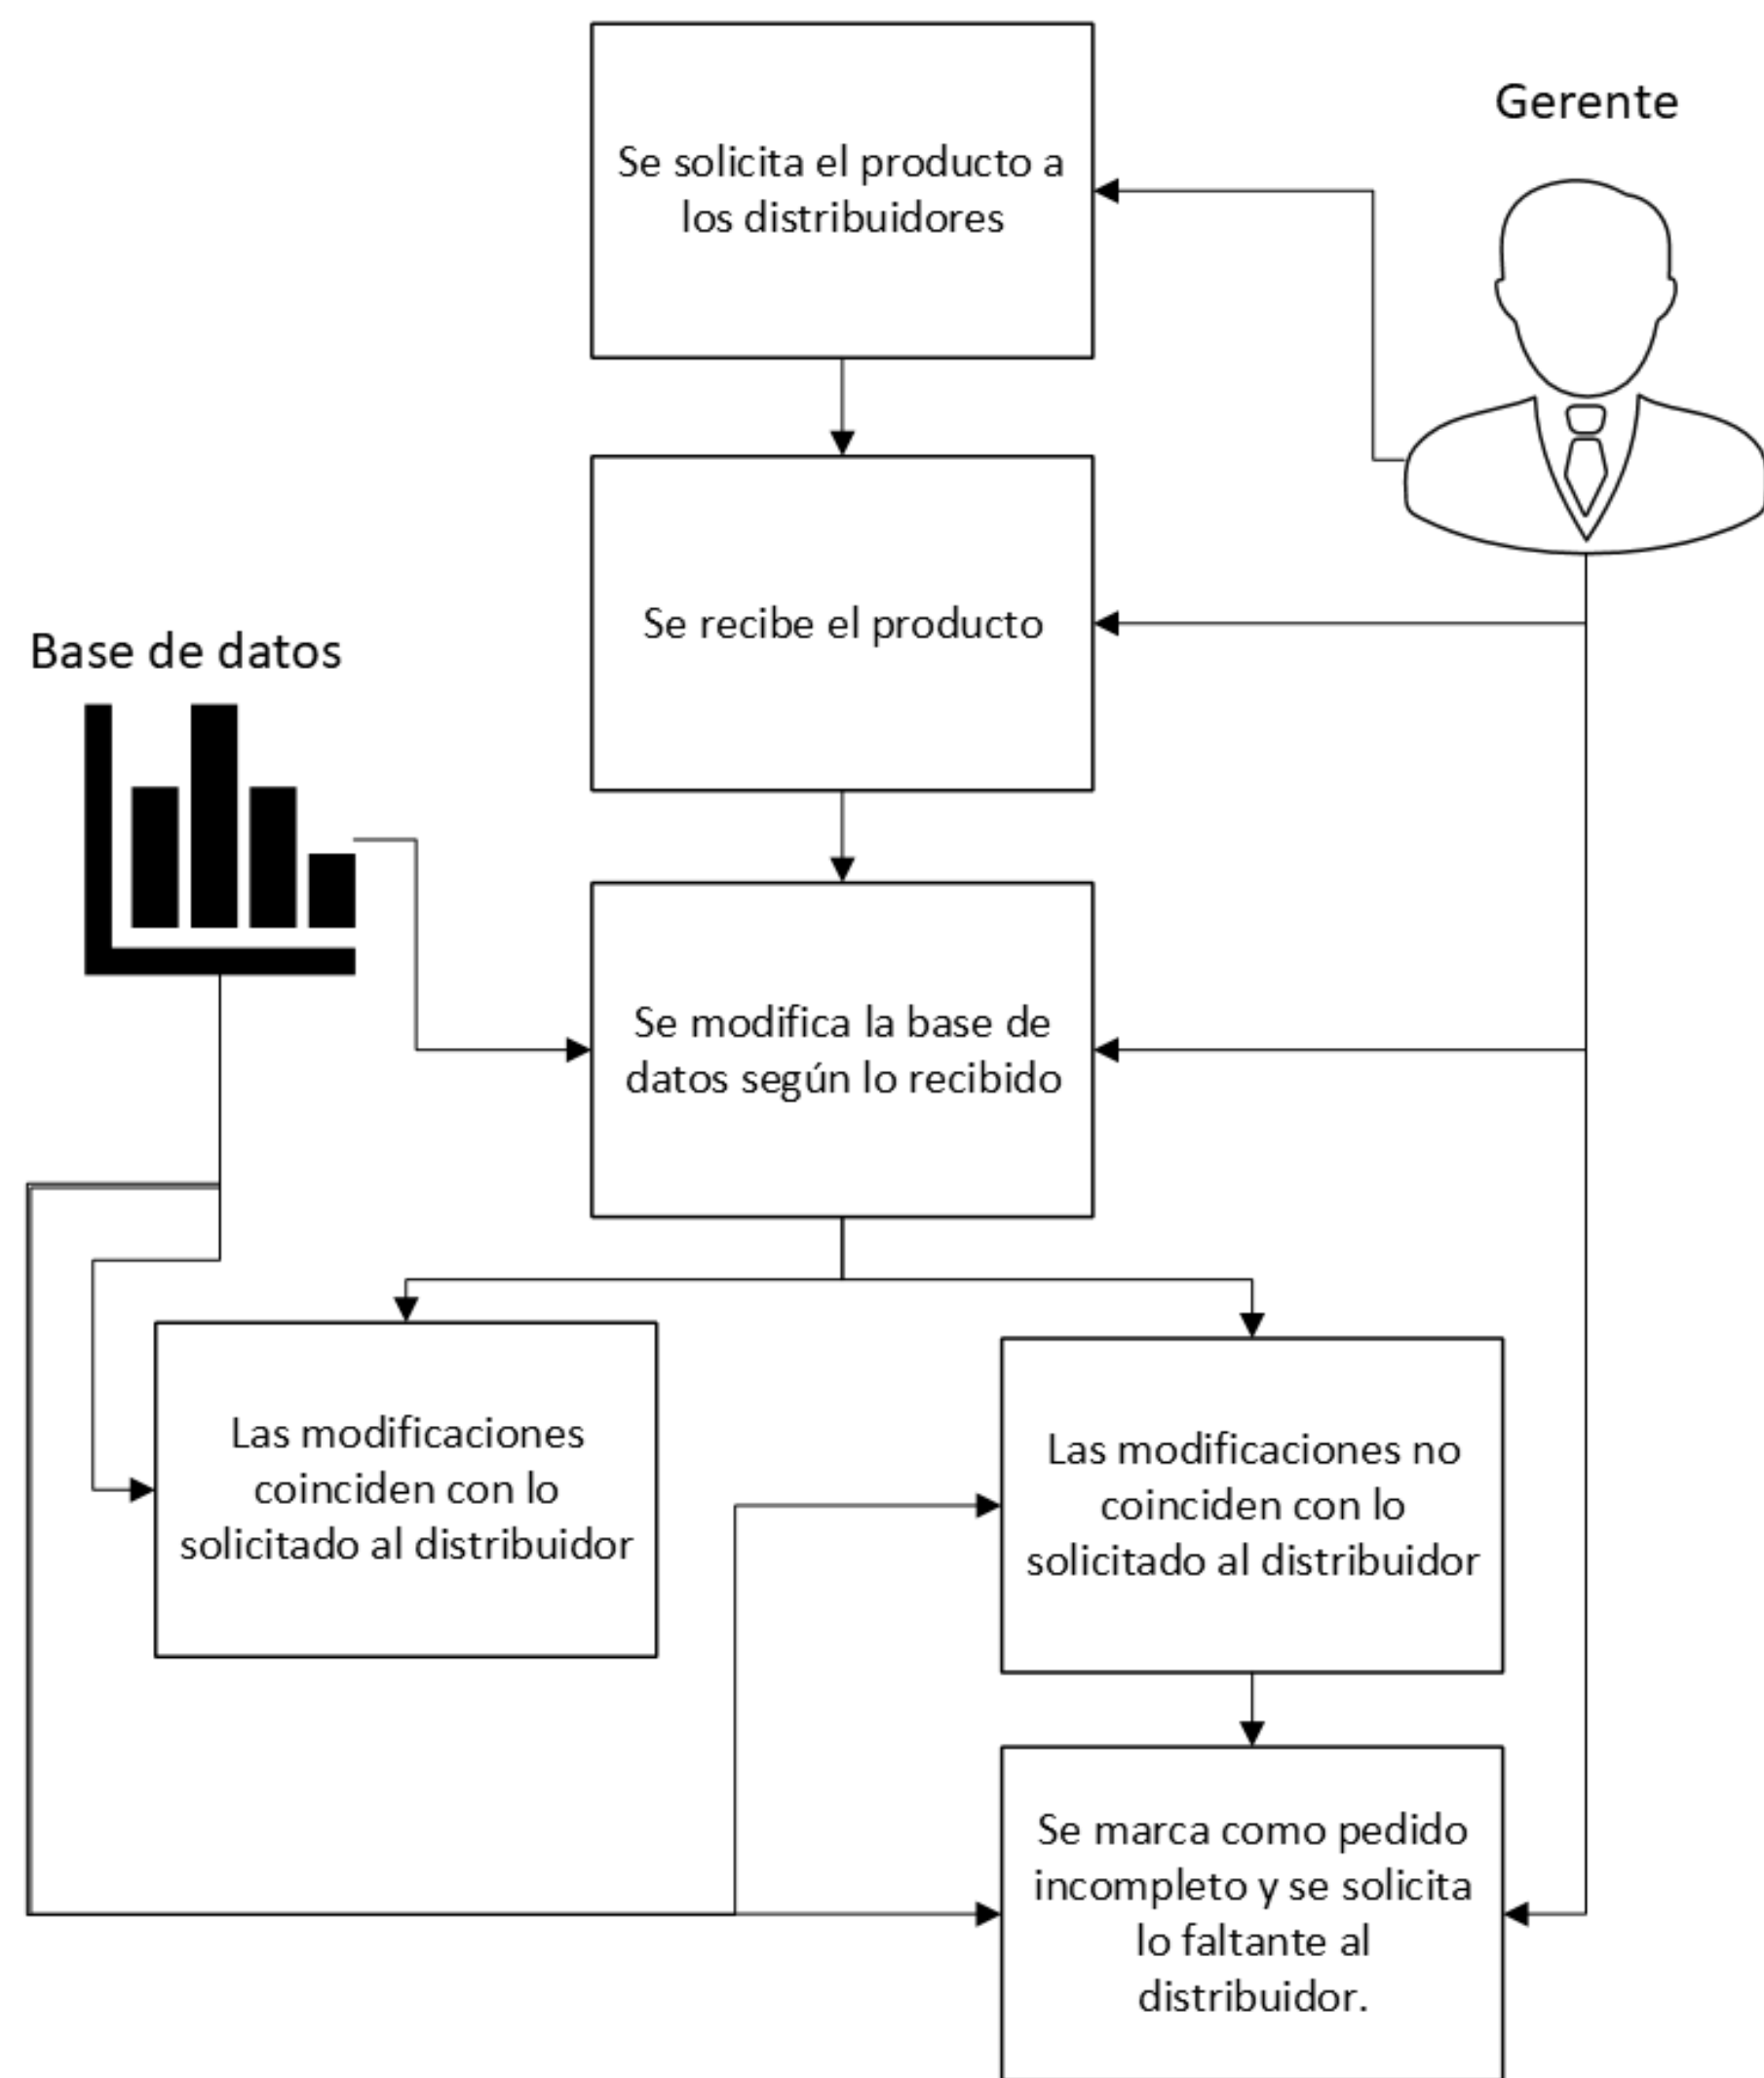 Gerente
Se solicita el producto a
los distribuidores
Se recibe el producto
Base de datos
Se modifica la base de
datos según lo recibido
Las modificaciones
coinciden con lo
solicitado al distribuidor
Las modificaciones no
coinciden con lo
solicitado al distribuidor
Se marca como pedido
incompleto y se solicita
lo faltante al
distribuidor.